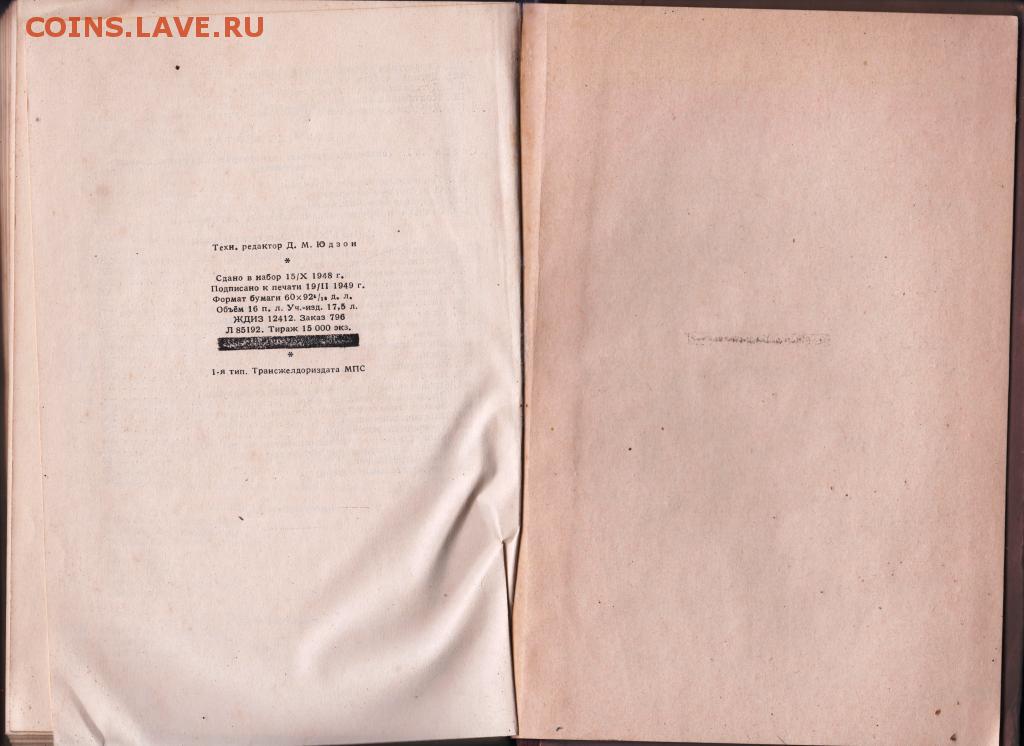 COINS.LAVE.RU
Техн. редактор Д. М. Юдзон
*
Сдано в набор 15/X 1948 г.
Подписано к печати 19/II 1949 г.
Формат бумаги 60×92¹/₁₆ д. л.
Объём 16 п. л. Уч.-изд. 17,5 л.
ЖДИЗ 12412. Заказ 796
Л 85192. Тираж 15 000 экз.
*
1-я тип. Трансжелдориздата МПС